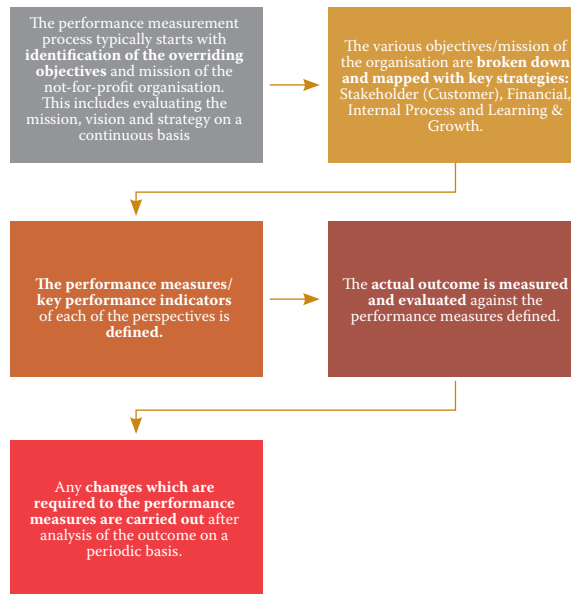 The performance measurement
process typically starts with
identification of the overriding
objectives and mission of the
not-for-profit organisation.
This includes evaluating the
mission, vision and strategy on a
continuous basis
The various objectives/mission of
the organisation are broken down
and mapped with key strategies:
Stakeholder (Customer), Financial,
Internal Process and Learning &
Growth.
The performance measures/
key performance indicators
of each of the perspectives is
defined.
The actual outcome is measured
and evaluated against the
performance measures defined.
Any changes which are
required to the performance
measures are carried out after
analysis of the outcome on a
periodic basis.